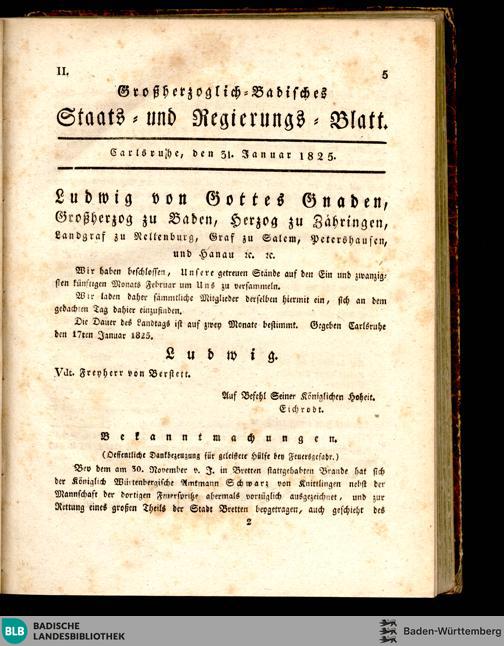 II.
5
Großherzoglich-Badisches
Staats- und Regierungs-Blatt.
Carlsruhe, den 31. Januar 1825.
Ludwig von Gottes Gnaden,
Großherzog zu Baden, Herzog zu Zähringen,
Landgraf zu Nellenburg, Graf zu Salem, Petershausen,
und Hanau ꝛc. ꝛc.
Wir haben beschlossen, Unsere getreuen Stände auf den Ein und zwanzig-
sten künftigen Monats Februar um Uns zu versammeln.
Wir laden daher sämmtliche Mitglieder derselben hiermit ein, sich an dem
gedachten Tag dahier einzufinden.
Die Dauer des Landtags ist auf zwey Monate bestimmt. Gegeben Carlsruhe
den 17ten Januar 1825.
Ludwig.
Vdt. Freyherr von Berstett.
Auf Befehl Seiner Königlichen Hoheit.
Eichrodt.
Bekanntmachungen.
(Oeffentliche Dankbezeugung für geleistete Hülfe bey Feuersgefahr.)
Bey dem am 30. November v. J. in Bretten stattgehabten Brande hat sich
der Königlich Würtenbergische Amtmann Schwarz von Knittlingen nebst der
Mannschaft der dortigen Feuerspritze abermals vorzüglich ausgezeichnet, und zur
Rettung eines großen Theils der Stadt Bretten beygetragen, auch geschieht des
2
BLB
BADISCHE
LANDESBIBLIOTHEK
Baden-Württemberg